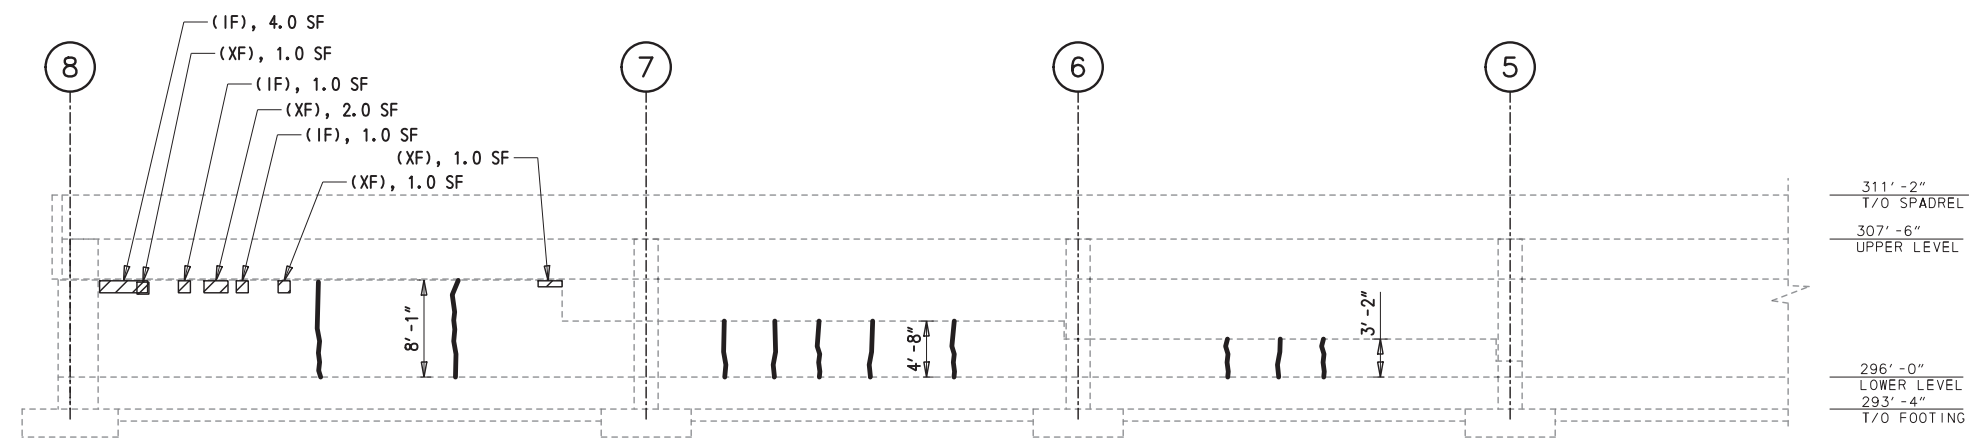 (IF), 4.0 SF
(XF), 1.0 SF
8
7
6
5
(IF), 1.0 SF
(XF), 2.0 SF
(IF), 1.0 SF
(XF), 1.0 SF
(XF), 1.0 SF
311'-2"
T/O SPADREL
307'-6"
UPPER LEVEL
8'-1"
4'-8"
3'-2"
296'-0"
LOWER LEVEL
293'-4"
T/O FOOTING